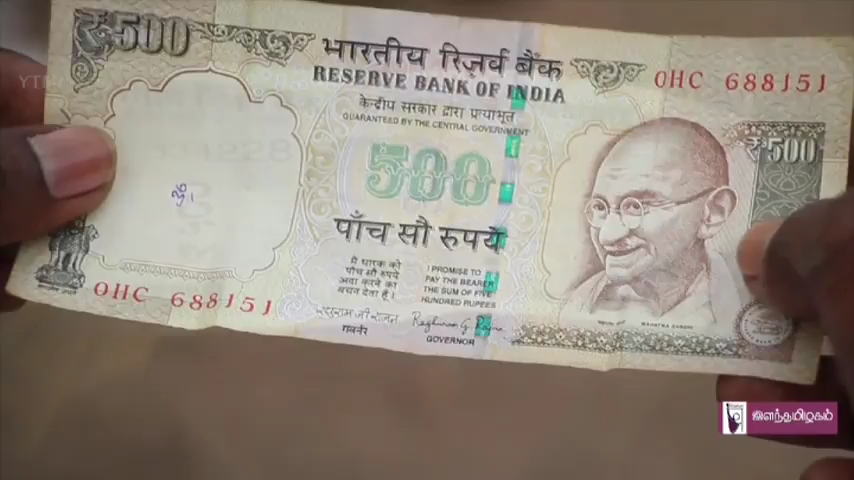 ₹500
भारतीय रिज़र्व बैंक
RESERVE BANK OF INDIA
केन्द्रीय सरकार द्वारा प्रत्याभूत
GUARANTEED BY THE CENTRAL GOVERNMENT
0HC 688151
₹500
500
पाँच सौ रुपये
मैं धारक को
पाँच सौ रुपये
अदा करने का
वचन देता हूँ।
I PROMISE TO
PAY THE BEARER
THE SUM OF FIVE
HUNDRED RUPEES
0HC 688151
Raghuram G. Rajan
गवर्नर
GOVERNOR
MAHATMA GANDHI
இளந்தமிழகம்